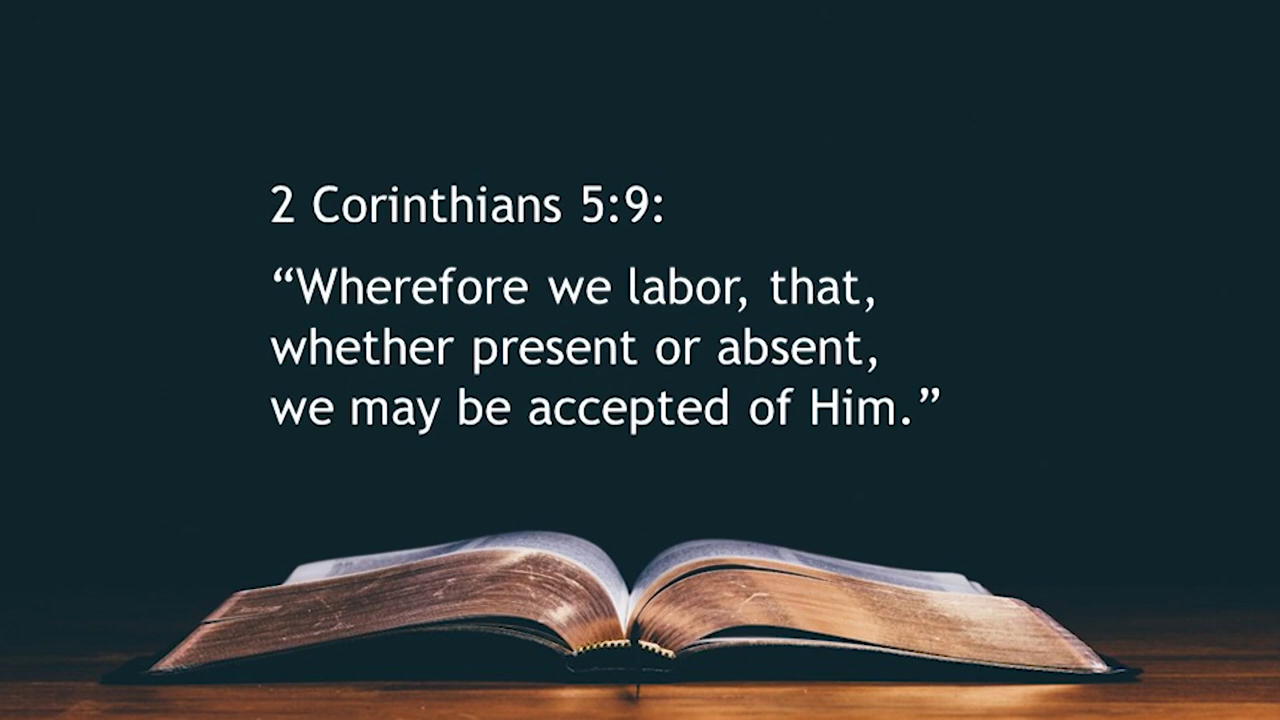 2 Corinthians 5:9:
“Wherefore we labor, that,
whether present or absent,
we may be accepted of Him.”